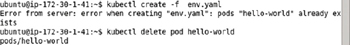 ubuntu@ip-172-30-1-41:~$ kubectl create -f  env.yaml
Error from server: error when creating "env.yaml": pods "hello-world" already ex
ists
ubuntu@ip-172-30-1-41:~$ kubectl delete pod hello-world
pods/hello-world